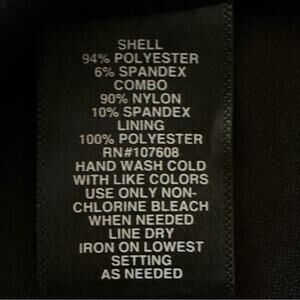 SHELL
94% POLYESTER
6% SPANDEX
COMBO
90% NYLON
10% SPANDEX
LINING
100% POLYESTER
RN#107608
HAND WASH COLD
WITH LIKE COLORS
USE ONLY NON-
CHLORINE BLEACH
WHEN NEEDED
LINE DRY
IRON ON LOWEST
SETTING
AS NEEDED